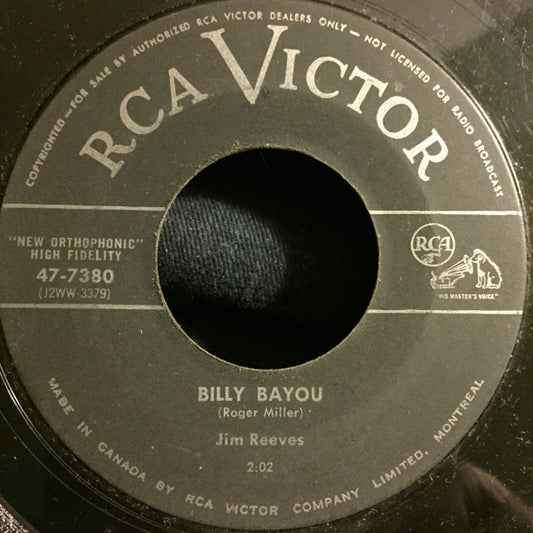 COPYRIGHTED—FOR SALE BY AUTHORIZED RCA VICTOR DEALERS ONLY — NOT LICENSED FOR RADIO BROADCAST
RCA VICTOR
"NEW ORTHOPHONIC"
HIGH FIDELITY
47-7380
(J2WW-3379)
RCA
"HIS MASTER'S VOICE"
BILLY BAYOU
(Roger Miller)
Jim Reeves
2:02
MADE IN CANADA BY RCA VICTOR COMPANY LIMITED, MONTREAL